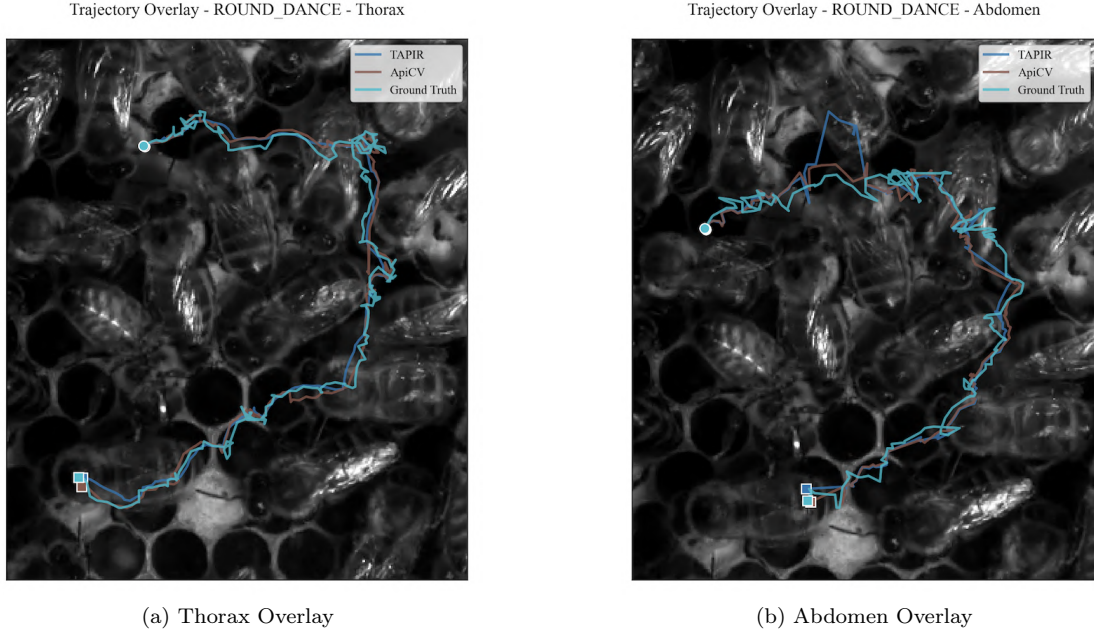 Trajectory Overlay - ROUND_DANCE - Thorax
TAPIR
ApiCV
Ground Truth
(a) Thorax Overlay
Trajectory Overlay - ROUND_DANCE - Abdomen
TAPIR
ApiCV
Ground Truth
(b) Abdomen Overlay